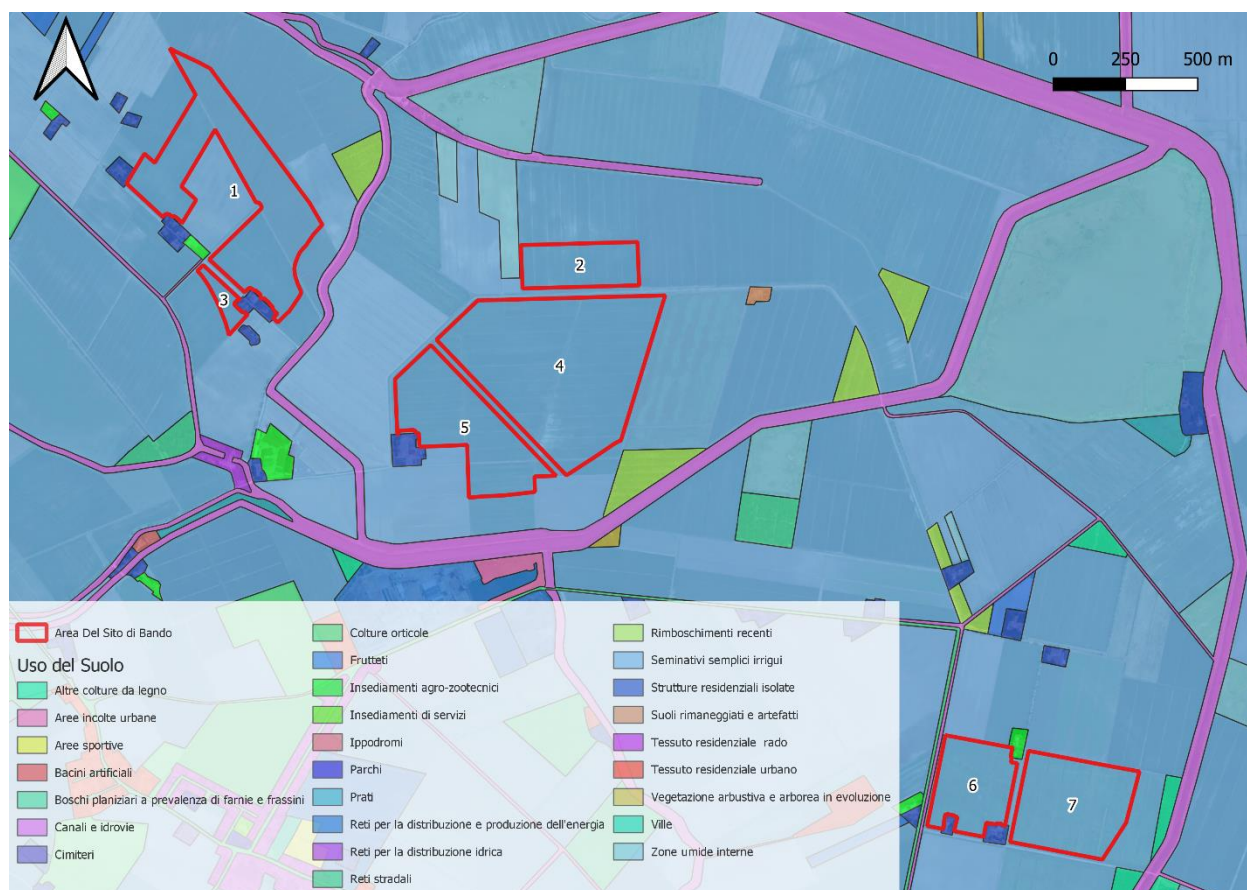 0 250 500 m
1
2
3
4
5
6
7
Area Del Sito di Bando
Uso del Suolo
Altre colture da legno
Aree incolte urbane
Aree sportive
Bacini artificiali
Boschi planiziari a prevalenza di farnie e frassini
Canali e idrovie
Cimiteri
Colture orticole
Frutteti
Insediamenti agro-zootecnici
Insediamenti di servizi
Ippodromi
Parchi
Prati
Reti per la distribuzione e produzione dell'energia
Reti per la distribuzione idrica
Reti stradali
Rimboschimenti recenti
Seminativi semplici irrigui
Strutture residenziali isolate
Suoli rimaneggiati e artefatti
Tessuto residenziale  rado
Tessuto residenziale urbano
Vegetazione arbustiva e arborea in evoluzione
Ville
Zone umide interne